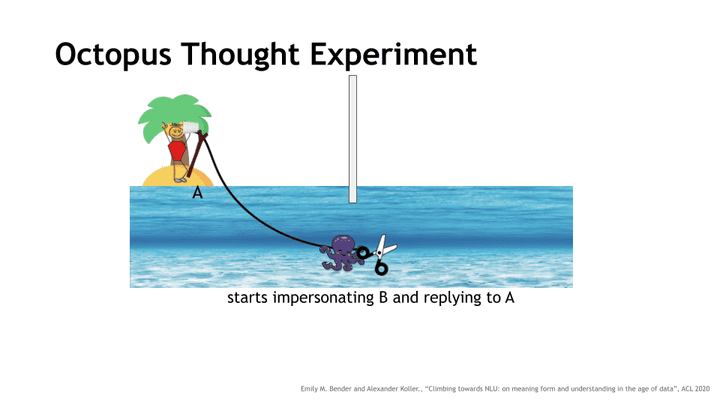 Octopus Thought Experiment
A
starts impersonating B and replying to A
Emily M. Bender and Alexander Koller., “Climbing towards NLU: on meaning form and understanding in the age of data”, ACL 2020